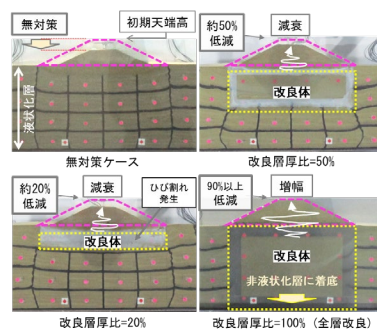 無対策
初期天端高
液状化層
無対策ケース
約50%
低減
減衰
改良体
改良層厚比=50%
約20%
低減
減衰
ひび割れ
発生
改良体
改良層厚比=20%
90%以上
低減
増幅
改良体
非液状化層に着底
改良層厚比=100% (全層改良)